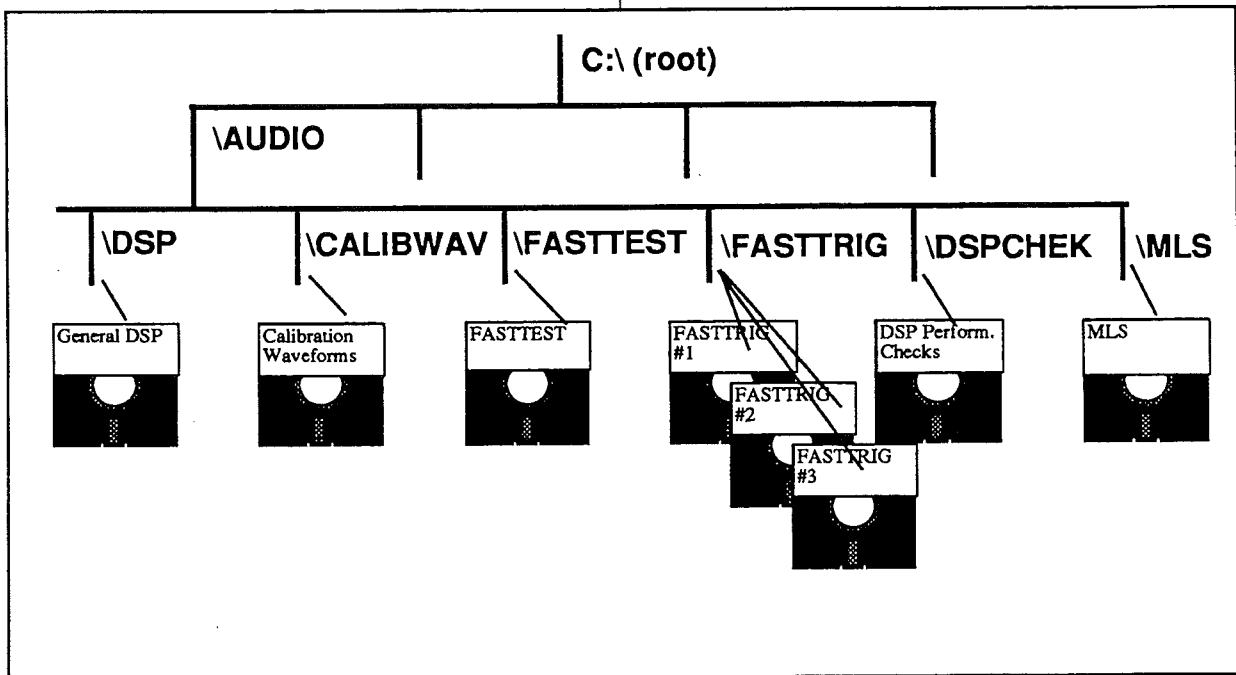 C:\ (root)
\AUDIO
\DSP
\CALIBWAV
\FASTTEST
\FASTTRIG
\DSPCHEK
\MLS
General DSP
Calibration
Waveforms
FASTTEST
FASTTRIG
#1
DSP Perform.
Checks
MLS
FASTTRIG
#2
FASTTRIG
#3